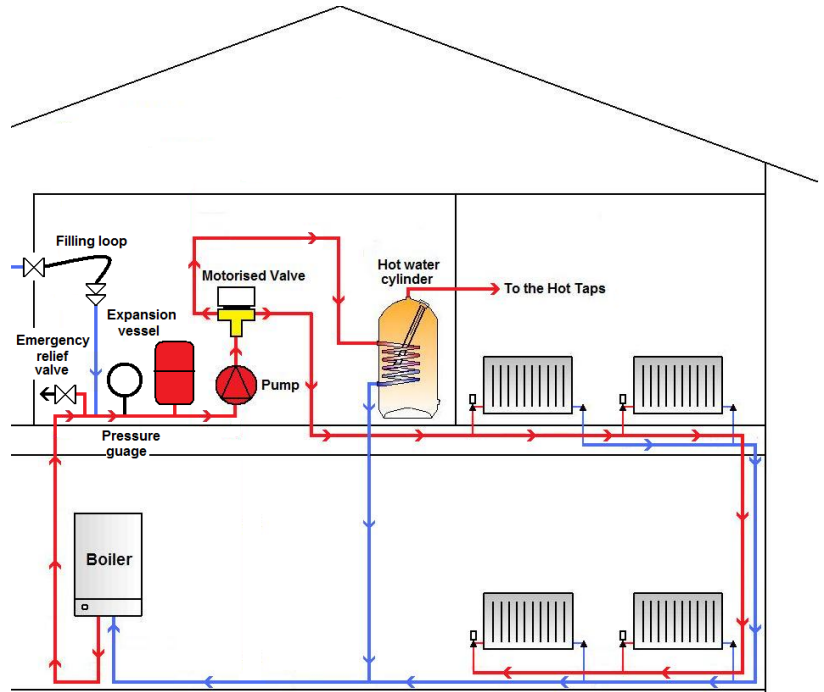 Filling loop
Motorised Valve
Hot water
cylinder
To the Hot Taps
Expansion
vessel
Emergency
relief
valve
Pump
Pressure
guage
Boiler